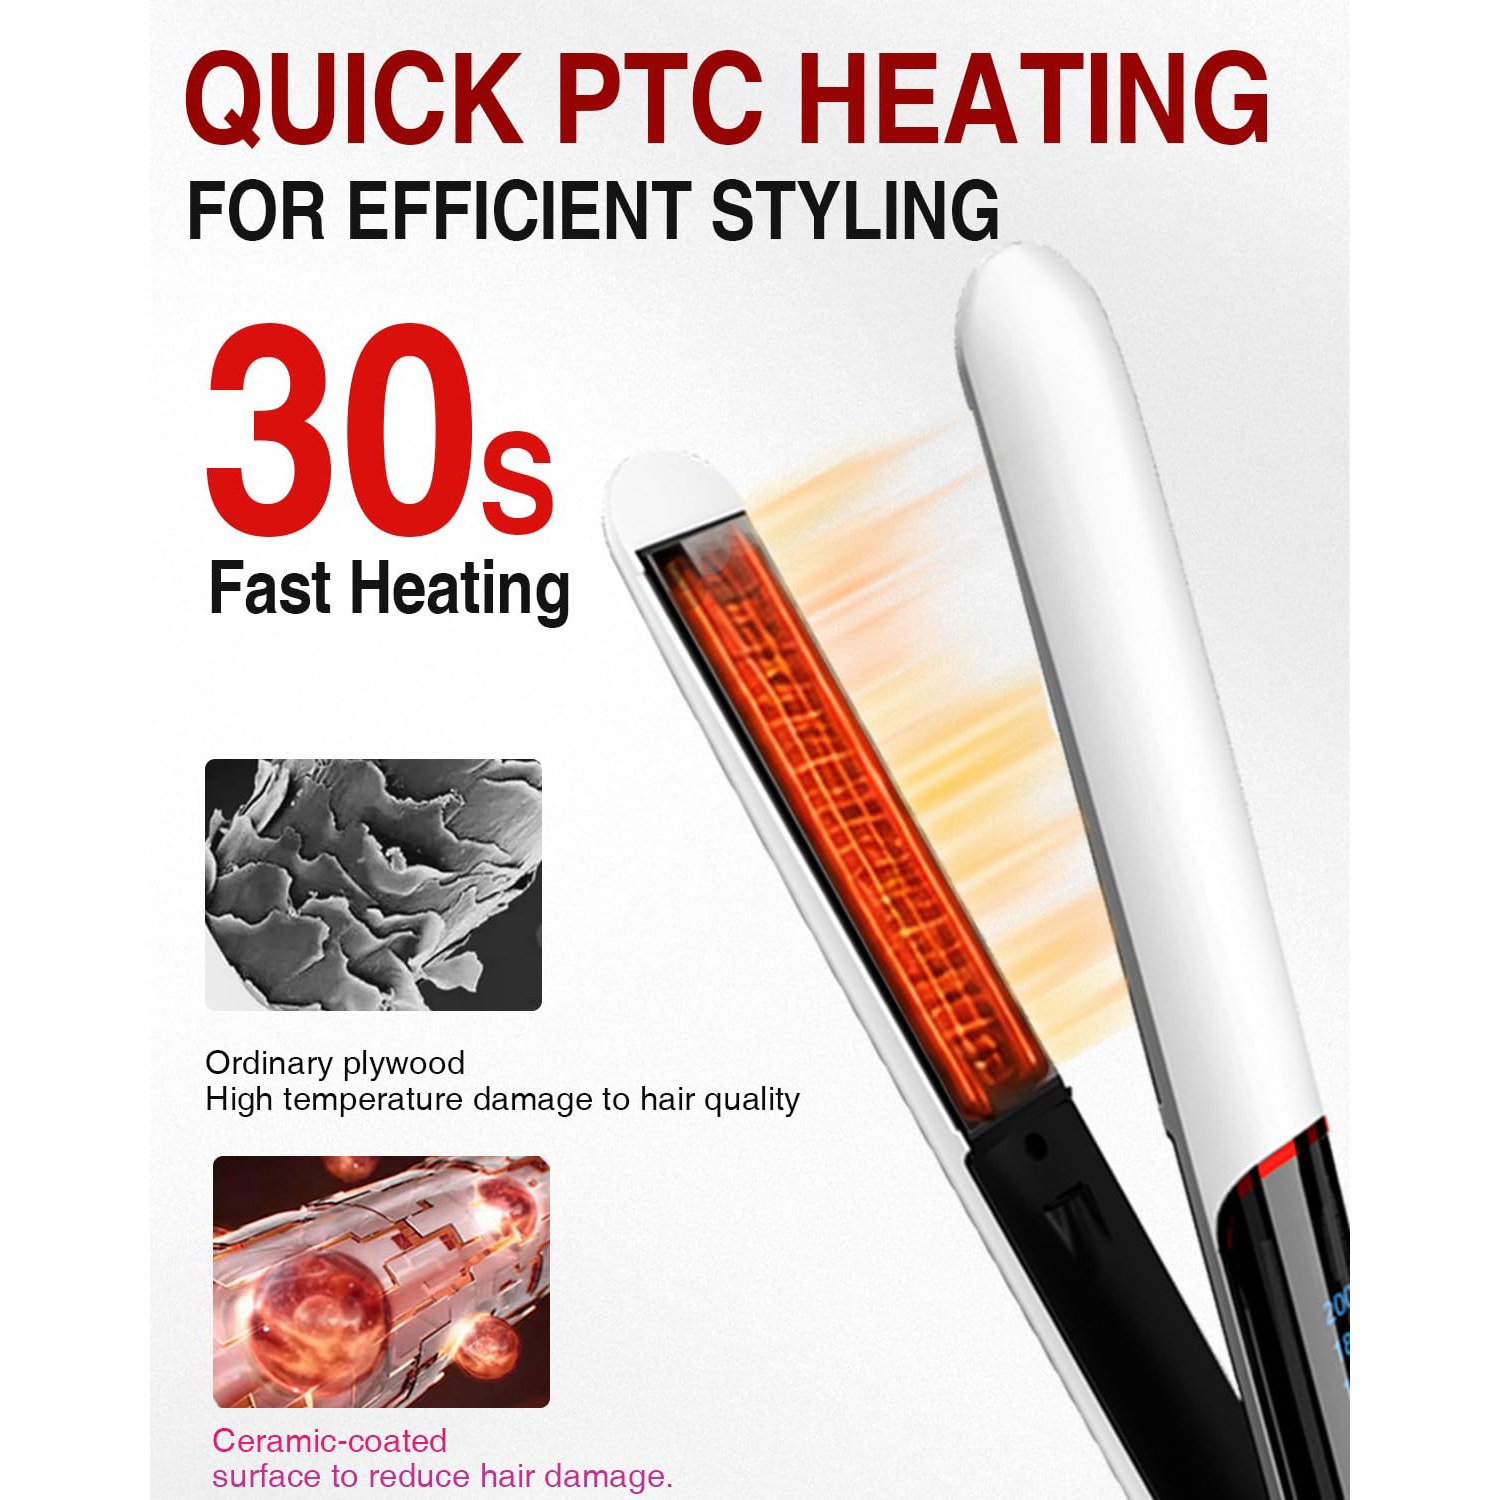 QUICK PTC HEATING
FOR EFFICIENT STYLING
30s
Fast Heating
Ordinary plywood
High temperature damage to hair quality
Ceramic-coated
surface to reduce hair damage.